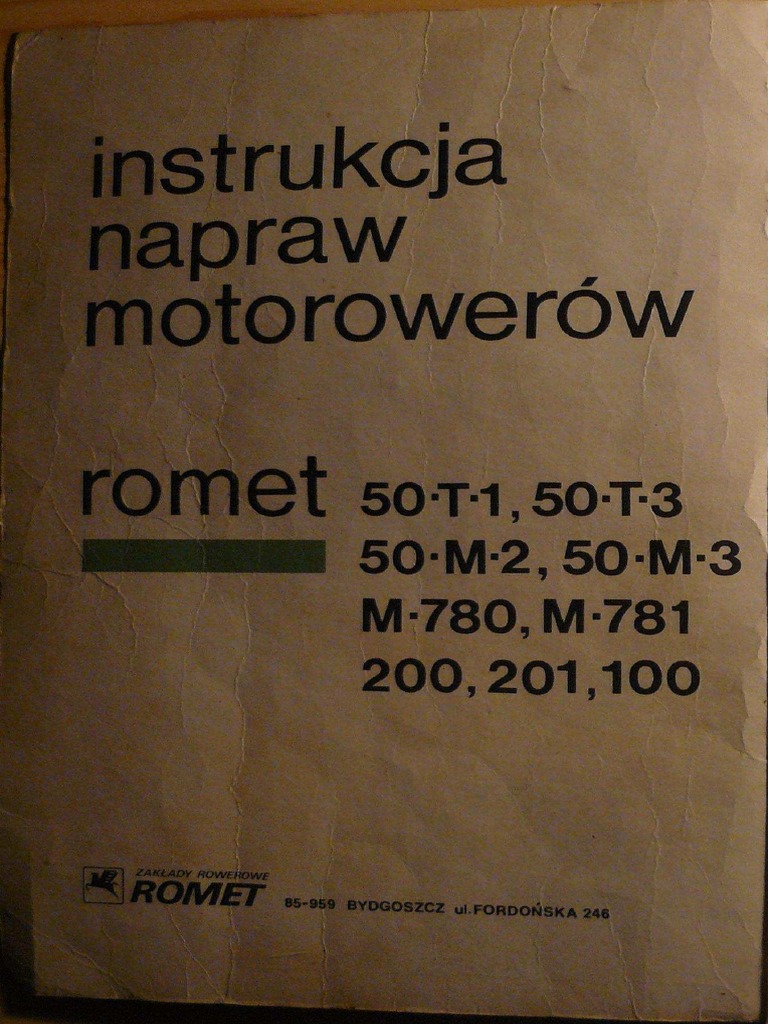 instrukcja
napraw
motorowerów
romet 50-T-1, 50-T-3
50-M-2, 50-M-3
M-780, M-781
200, 201, 100
ZAKŁADY ROWEROWE
ROMET 85-959 BYDGOSZCZ ul. FORDOŃSKA 246